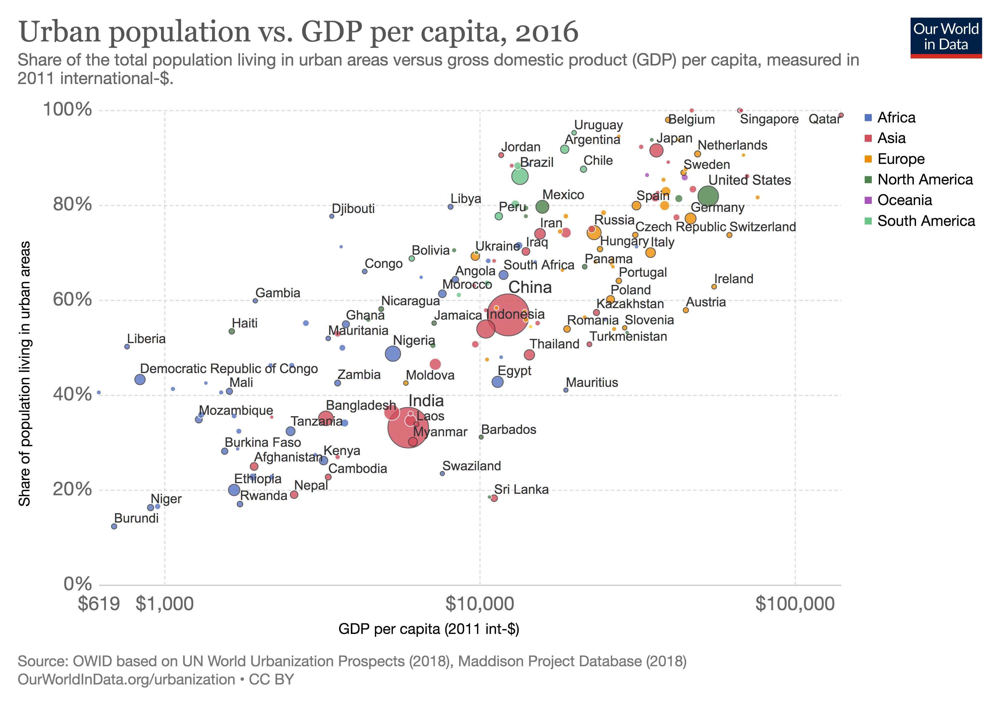 Urban population vs. GDP per capita, 2016
Our World
in Data
Share of the total population living in urban areas versus gross domestic product (GDP) per capita, measured in
2011 international-$.
100%
80%
60%
40%
20%
0%
Share of population living in urban areas
Belgium
Singapore
Qatar
Uruguay
Argentina
Japan
Netherlands
Jordan
Brazil
Chile
Sweden
United States
Libya
Mexico
Spain
Djibouti
Peru
Germany
Iran
Russia
Czech Republic
Switzerland
Bolivia
Ukraine
Iraq
Hungary
Italy
Congo
Angola
South Africa
Panama
Portugal
Ireland
Morocco
China
Poland
Gambia
Nicaragua
Kazakhstan
Austria
Haiti
Ghana
Jamaica
Indonesia
Romania
Slovenia
Mauritania
Liberia
Nigeria
Thailand
Turkmenistan
Democratic Republic of Congo
Mali
Zambia
Moldova
Egypt
Mauritius
Mozambique
Bangladesh
India
Tanzania
Laos
Myanmar
Barbados
Burkina Faso
Afghanistan
Kenya
Cambodia
Swaziland
Ethiopia
Nepal
Sri Lanka
Rwanda
Niger
Burundi
Africa
Asia
Europe
North America
Oceania
South America
$619
$1,000
$10,000
$100,000
GDP per capita (2011 int-$)
Source: OWID based on UN World Urbanization Prospects (2018), Maddison Project Database (2018)
OurWorldInData.org/urbanization • CC BY